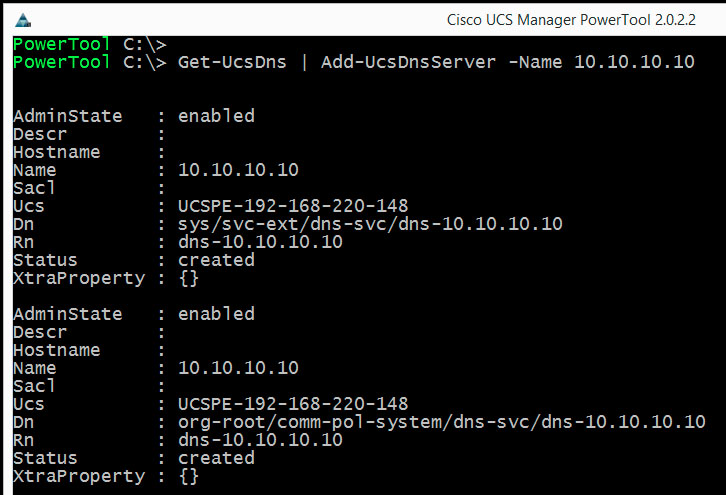 Cisco UCS Manager PowerTool 2.0.2.2
PowerTool C:\>
PowerTool C:\> Get-UcsDns | Add-UcsDnsServer -Name 10.10.10.10
AdminState : enabled
Descr :
Hostname :
Name : 10.10.10.10
Sacl :
Ucs : UCSPE-192-168-220-148
Dn : sys/svc-ext/dns-svc/dns-10.10.10.10
Rn : dns-10.10.10.10
Status : created
XtraProperty : {}
AdminState : enabled
Descr :
Hostname :
Name : 10.10.10.10
Sacl :
Ucs : UCSPE-192-168-220-148
Dn : org-root/comm-pol-system/dns-svc/dns-10.10.10.10
Rn : dns-10.10.10.10
Status : created
XtraProperty : {}